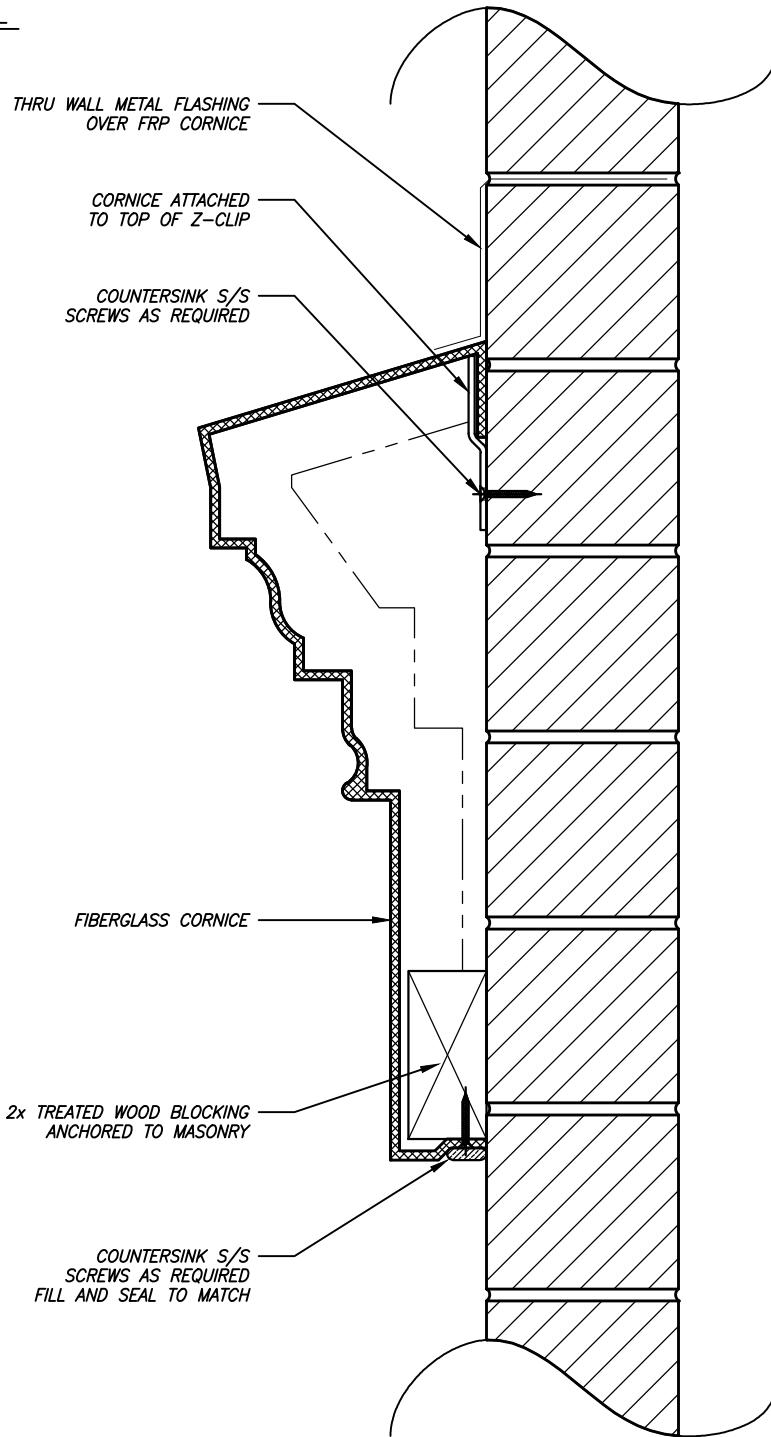 THRU WALL METAL FLASHING
OVER FRP CORNICE
CORNICE ATTACHED
TO TOP OF Z-CLIP
COUNTERSINK S/S
SCREWS AS REQUIRED
FIBERGLASS CORNICE
2x TREATED WOOD BLOCKING
ANCHORED TO MASONRY
COUNTERSINK S/S
SCREWS AS REQUIRED
FILL AND SEAL TO MATCH